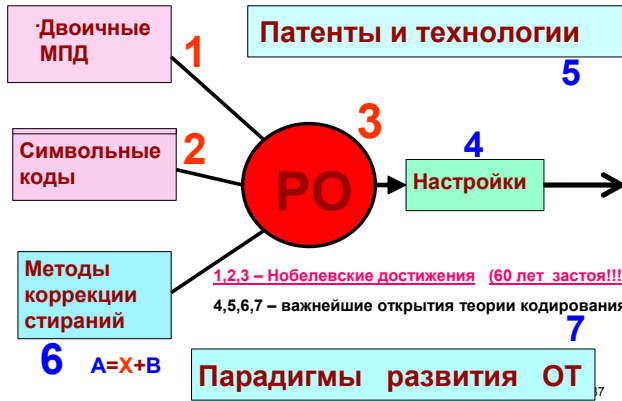 ·Двоичные
МПД
1
Патенты и технологии
5
Символьные
коды
2
3
РО
4
Настройки
Методы
коррекции
стираний
6
А=Х+В
1,2,3 – Нобелевские достижения (60 лет застоя!!!
4,5,6,7 – важнейшие открытия теории кодирования
7
Парадигмы развития ОТ
37